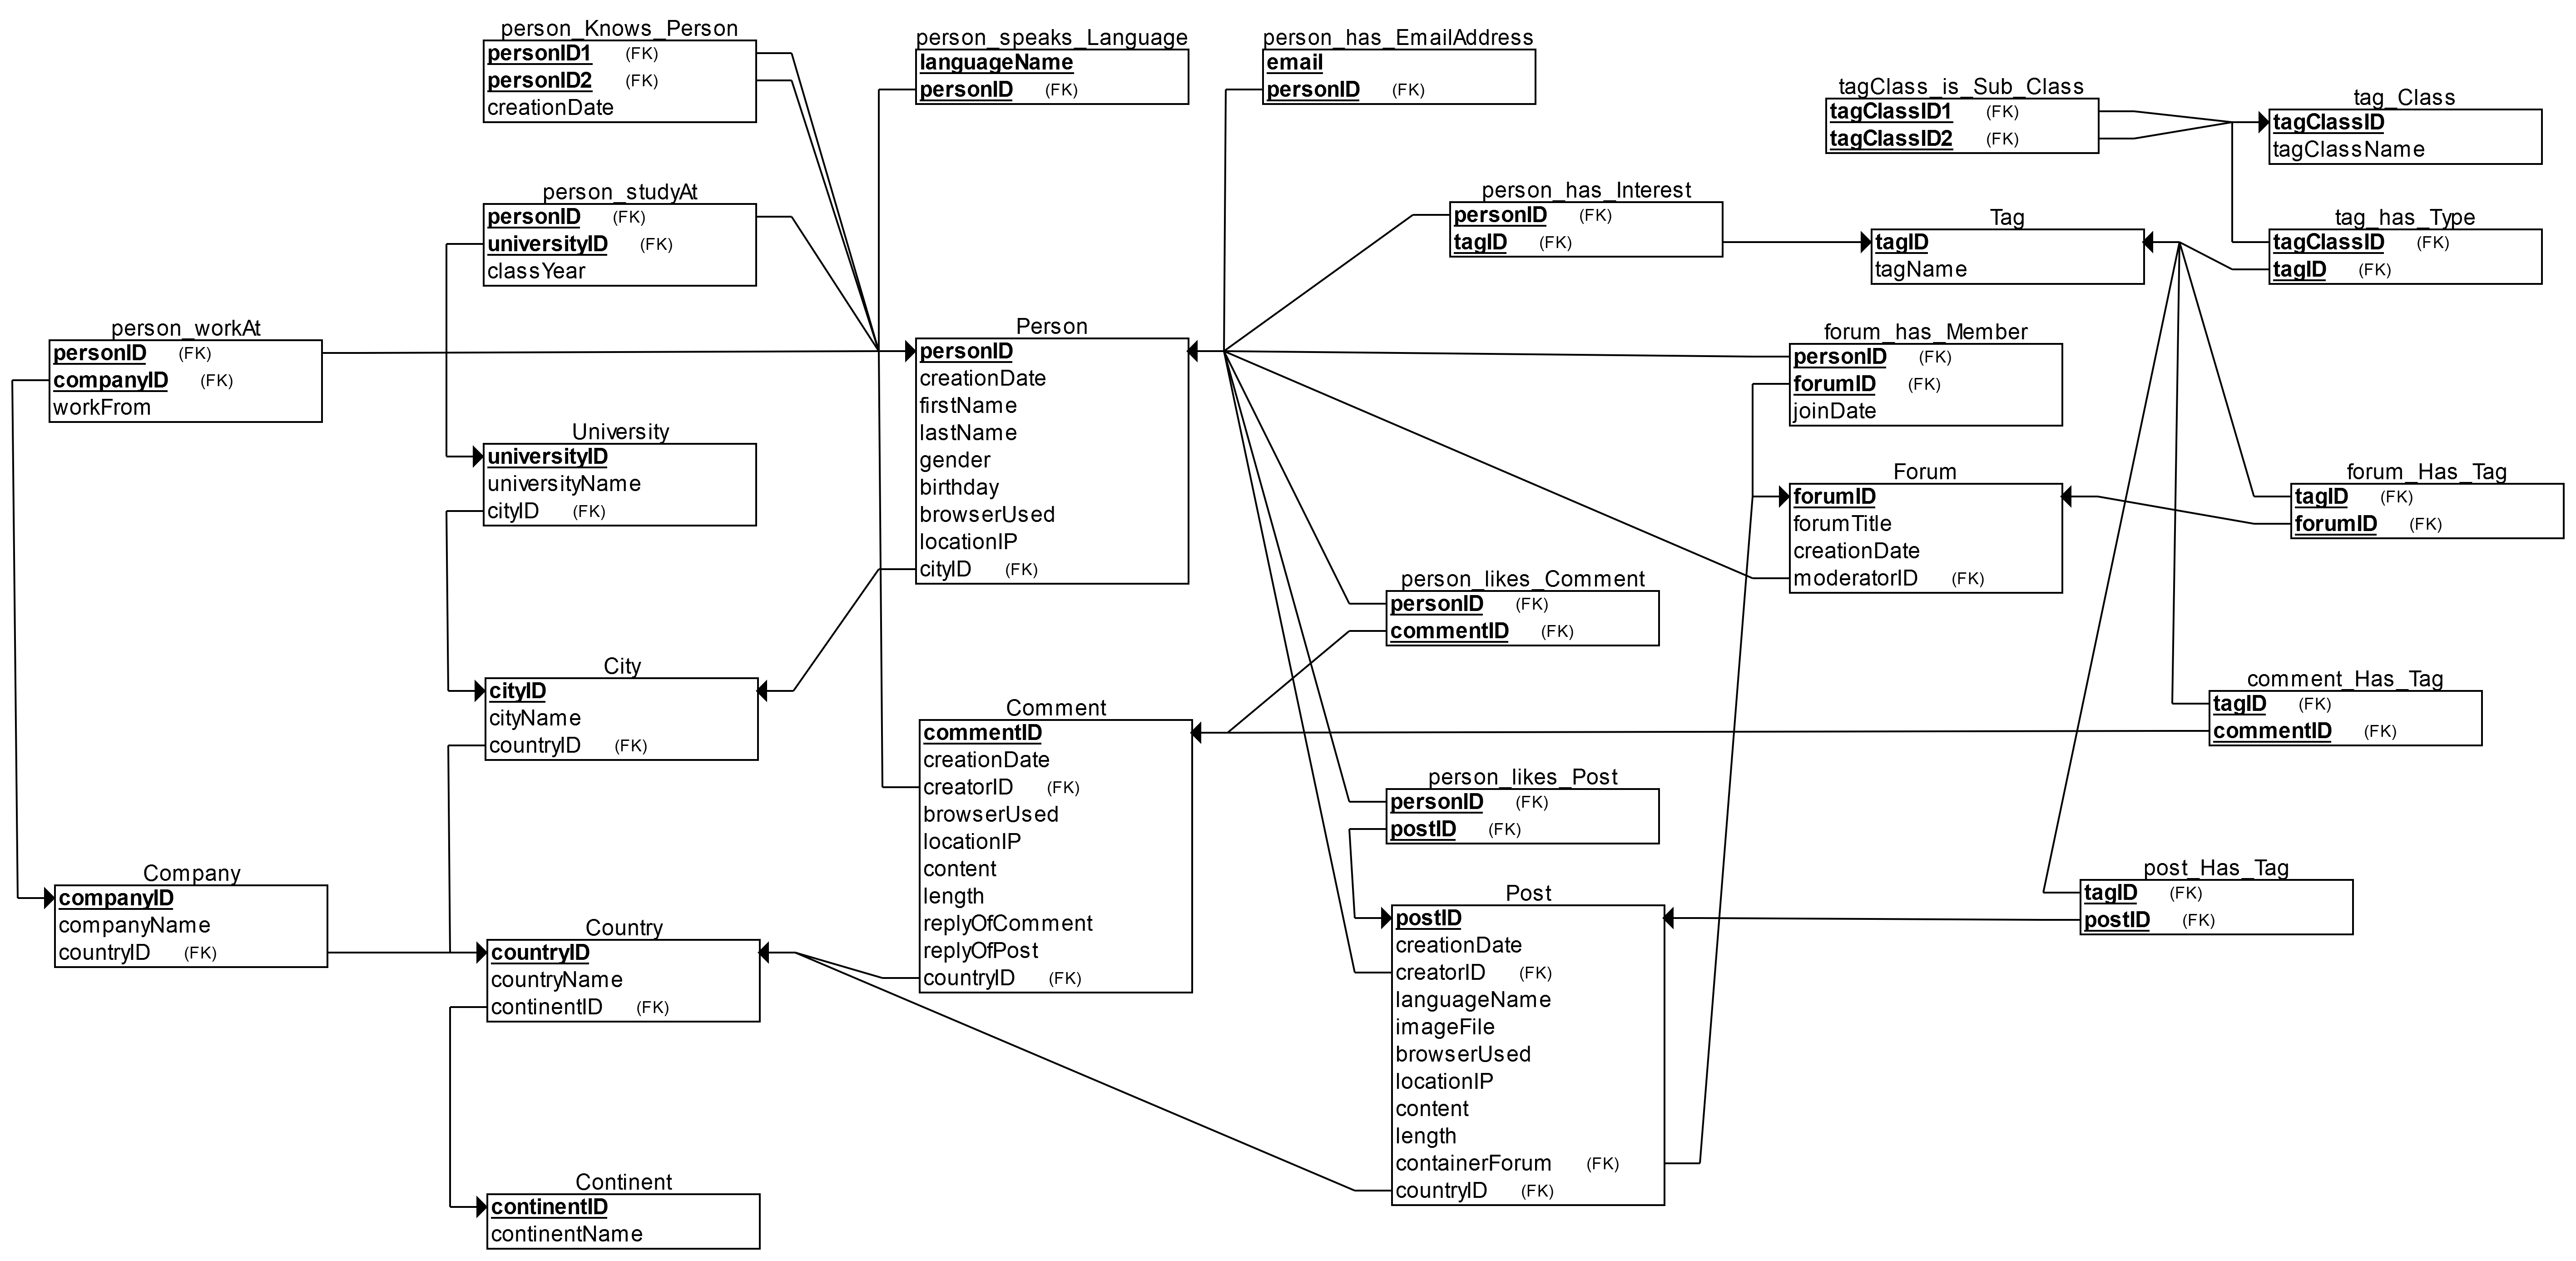 person_Knows_Person
personID1 (FK)
personID2 (FK)
creationDate
person_speaks_Language
languageName
personID (FK)
person_has_EmailAddress
email
personID (FK)
tagClass_is_Sub_Class
tagClassID1 (FK)
tagClassID2 (FK)
tag_Class
tagClassID
tagClassName
person_studyAt
personID (FK)
universityID (FK)
classYear
person_has_Interest
personID (FK)
tagID (FK)
Tag
tagID
tagName
tag_has_Type
tagClassID (FK)
tagID (FK)
person_workAt
personID (FK)
companyID (FK)
workFrom
Person
personID
creationDate
firstName
lastName
gender
birthday
browserUsed
locationIP
cityID (FK)
forum_has_Member
personID (FK)
forumID (FK)
joinDate
University
universityID
universityName
cityID (FK)
Forum
forumID
forumTitle
creationDate
moderatorID (FK)
forum_Has_Tag
tagID (FK)
forumID (FK)
person_likes_Comment
personID (FK)
commentID (FK)
City
cityID
cityName
countryID (FK)
Comment
commentID
creationDate
creatorID (FK)
browserUsed
locationIP
content
length
replyOfComment
replyOfPost
countryID (FK)
comment_Has_Tag
tagID (FK)
commentID (FK)
person_likes_Post
personID (FK)
postID (FK)
Company
companyID
companyName
countryID (FK)
Country
countryID
countryName
continentID (FK)
Post
postID
creationDate
creatorID (FK)
languageName
imageFile
browserUsed
locationIP
content
length
containerForum (FK)
countryID (FK)
post_Has_Tag
tagID (FK)
postID (FK)
Continent
continentID
continentName